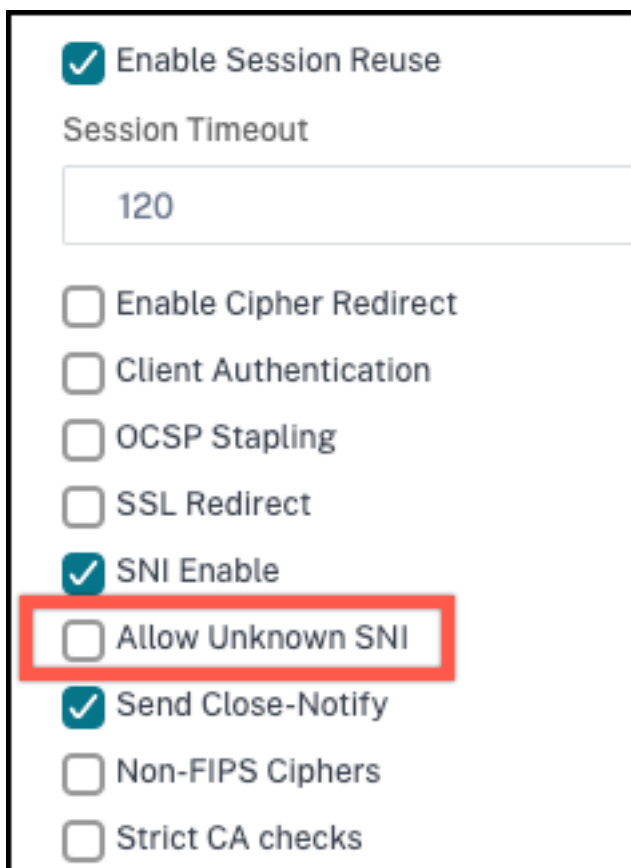 Enable Session Reuse
Session Timeout
120
Enable Cipher Redirect
Client Authentication
OCSP Stapling
SSL Redirect
SNI Enable
Allow Unknown SNI
Send Close-Notify
Non-FIPS Ciphers
Strict CA checks